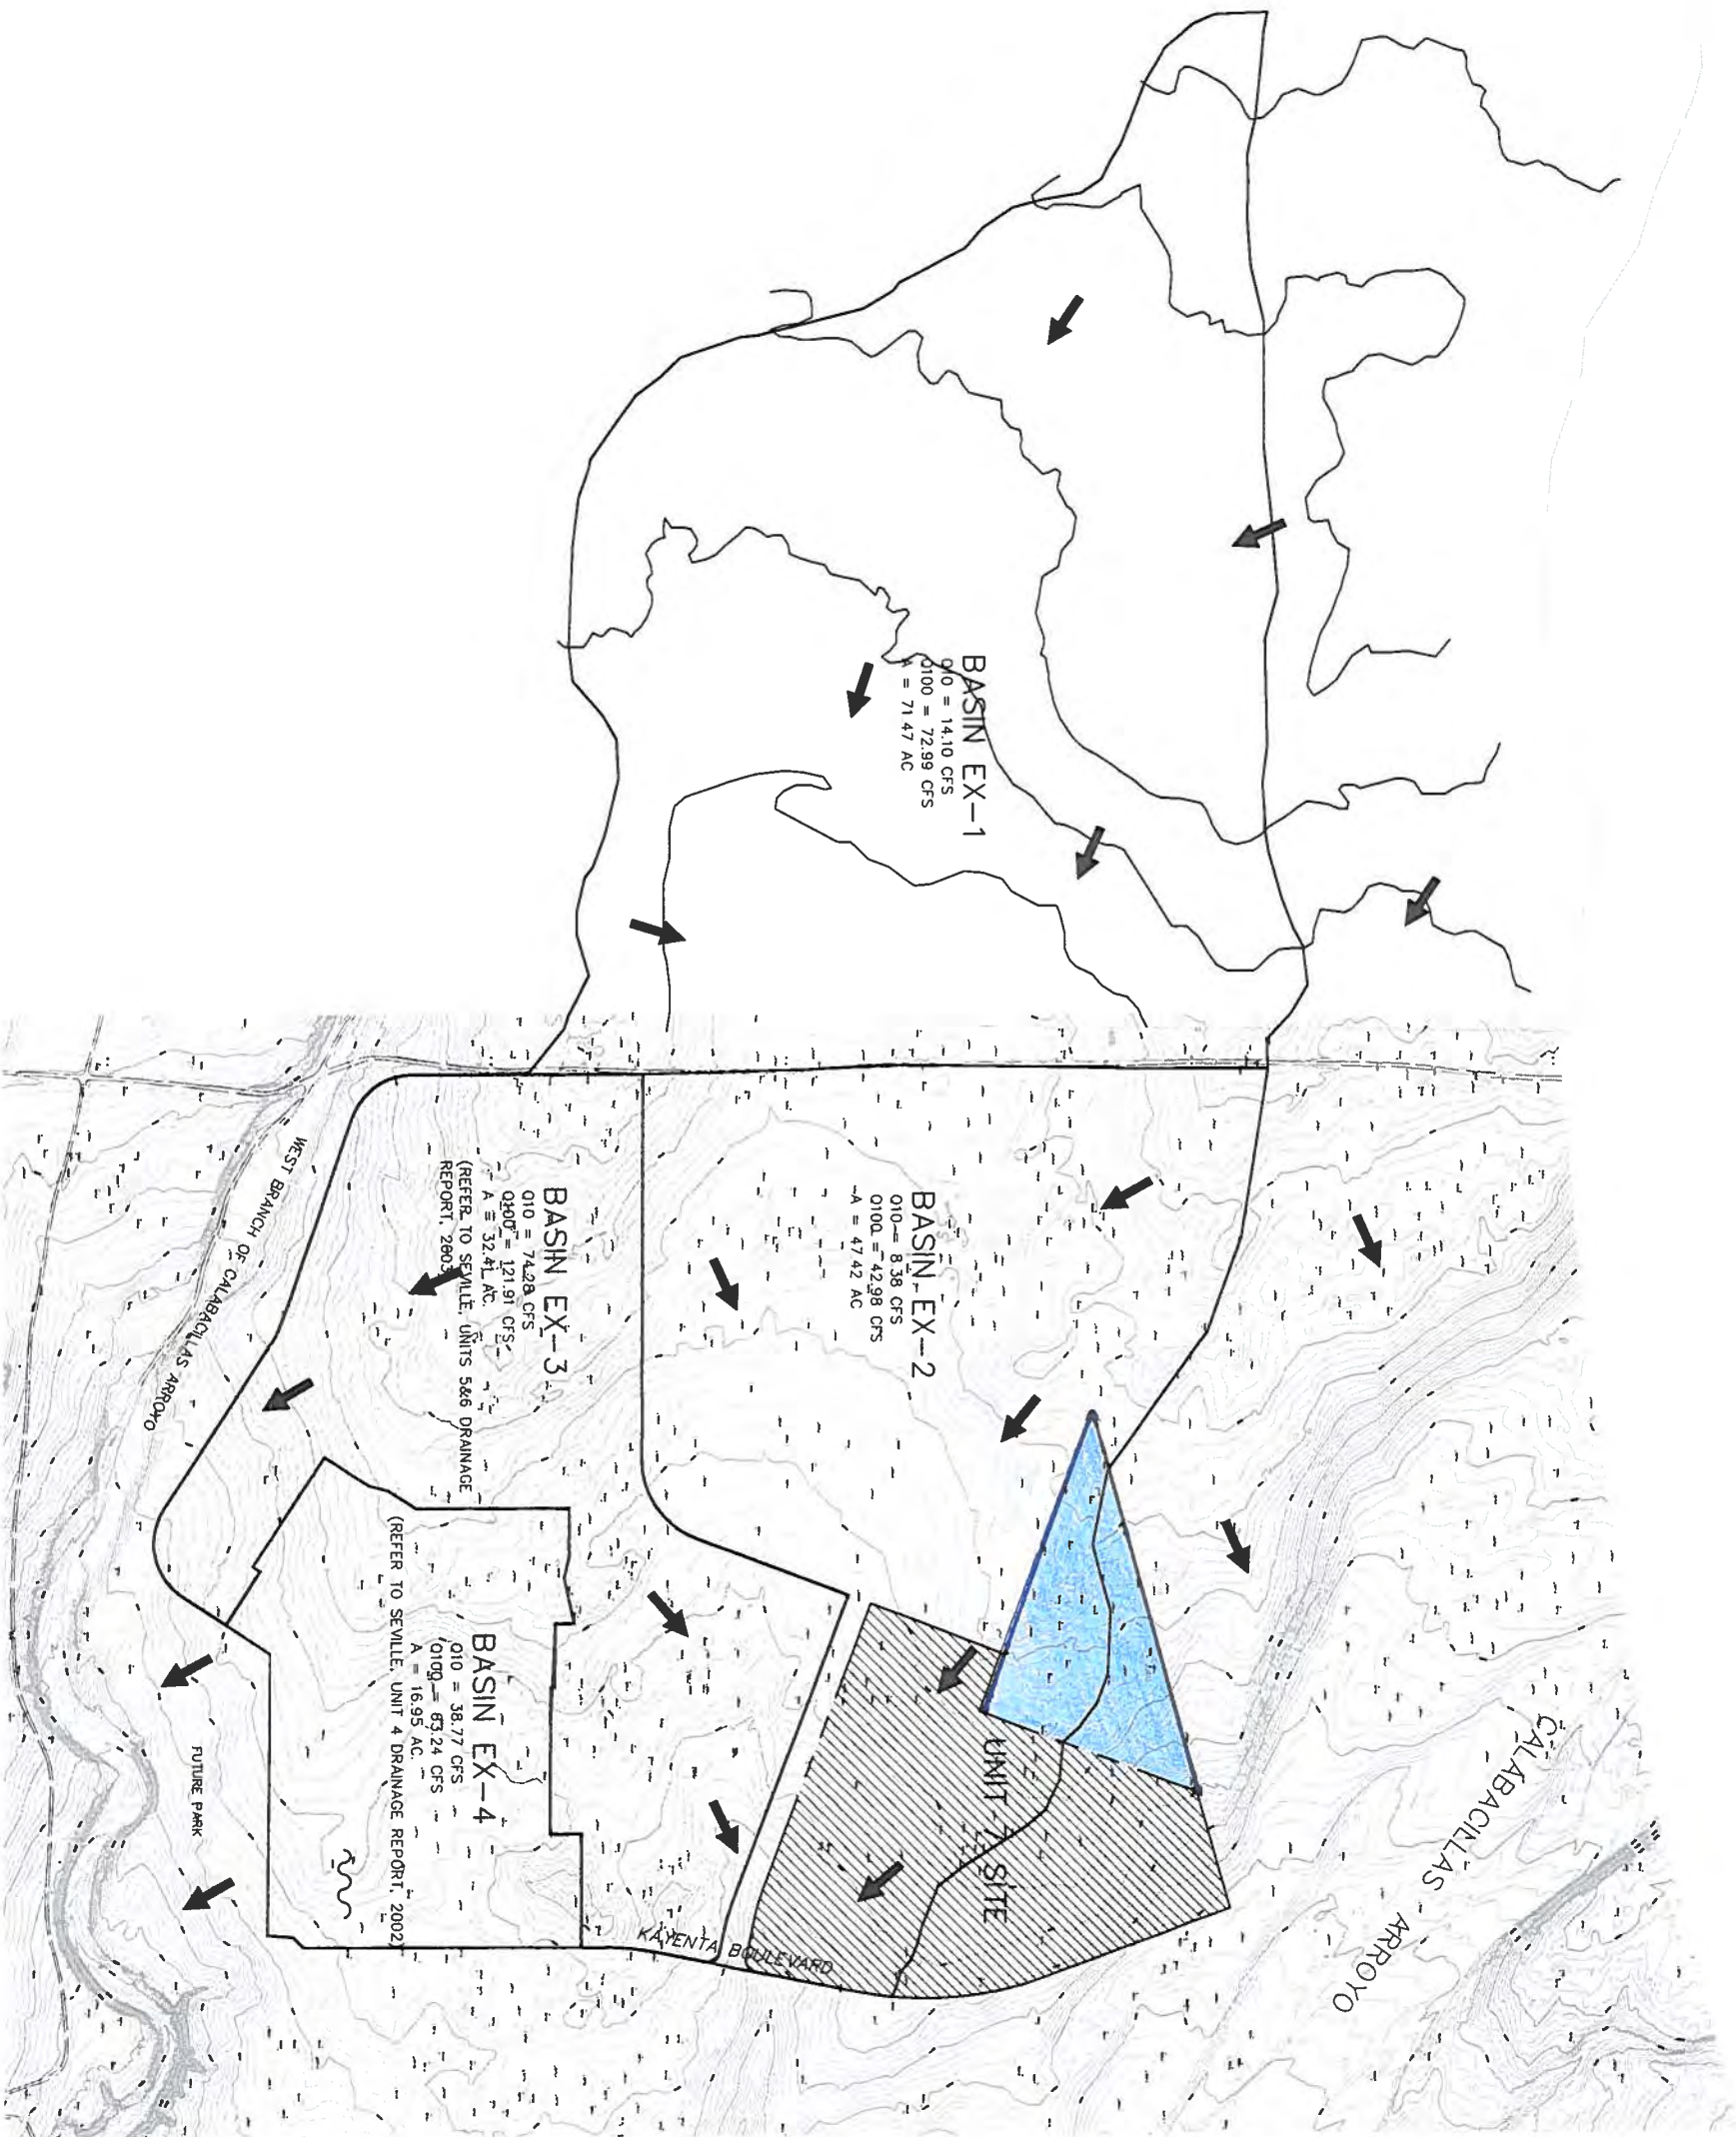 BASIN EX-1
Q10 = 14.10 CFS
Q100 = 72.99 CFS
A = 71.47 AC
BASIN EX-2
Q10 = 8.38 CFS
Q100 = 42.98 CFS
A = 47.42 AC
BASIN EX-3
Q10 = 74.28 CFS
Q100 = 121.91 CFS
A = 32.41 AC.
(REFER TO SEVILLE, UNITS 5&6 DRAINAGE
REPORT, 2003)
BASIN EX-4
Q10 = 38.77 CFS
Q100 = 63.24 CFS
A = 16.95 AC.
(REFER TO SEVILLE, UNIT 4 DRAINAGE REPORT, 2002)
UNIT 7 SITE
KAYENTA BOULEVARD
FUTURE PARK
WEST BRANCH OF CALABACILLAS ARROYO
CALABACILLAS ARROYO